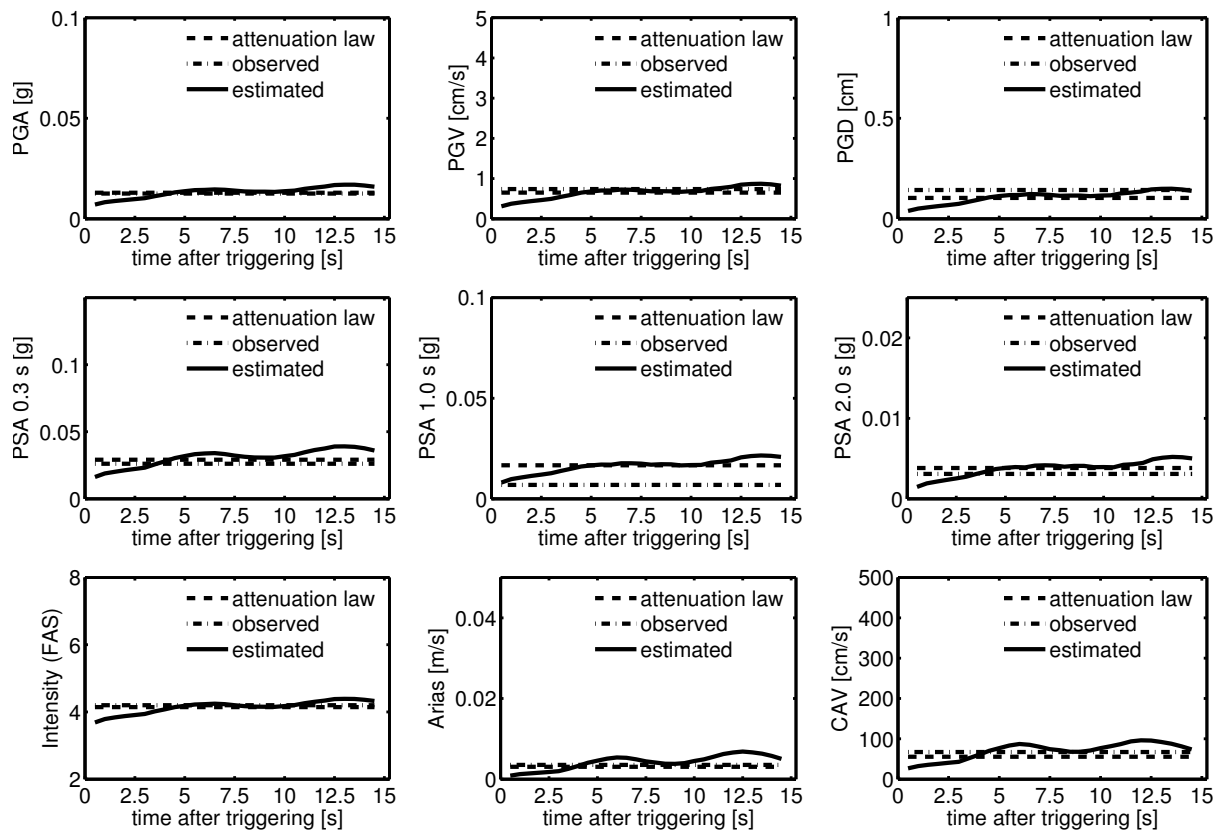 PGA [g]
0.1
0.05
0
attenuation law
observed
estimated
0 2.5 5 7.5 10 12.5 15
time after triggering [s]
PGV [cm/s]
5
4
3
2
1
0
attenuation law
observed
estimated
0 2.5 5 7.5 10 12.5 15
time after triggering [s]
PGD [cm]
1
0.5
0
attenuation law
observed
estimated
0 2.5 5 7.5 10 12.5 15
time after triggering [s]
PSA 0.3 s [g]
0.1
0.05
0
attenuation law
observed
estimated
0 2.5 5 7.5 10 12.5 15
time after triggering [s]
PSA 1.0 s [g]
0.1
0.05
0
attenuation law
observed
estimated
0 2.5 5 7.5 10 12.5 15
time after triggering [s]
PSA 2.0 s [g]
0.02
0.01
0
attenuation law
observed
estimated
0 2.5 5 7.5 10 12.5 15
time after triggering [s]
Intensity (FAS)
8
6
4
2
attenuation law
observed
estimated
0 2.5 5 7.5 10 12.5 15
time after triggering [s]
Arias [m/s]
0.04
0.02
0
attenuation law
observed
estimated
0 2.5 5 7.5 10 12.5 15
time after triggering [s]
CAV [cm/s]
500
400
300
200
100
0
attenuation law
observed
estimated
0 2.5 5 7.5 10 12.5 15
time after triggering [s]